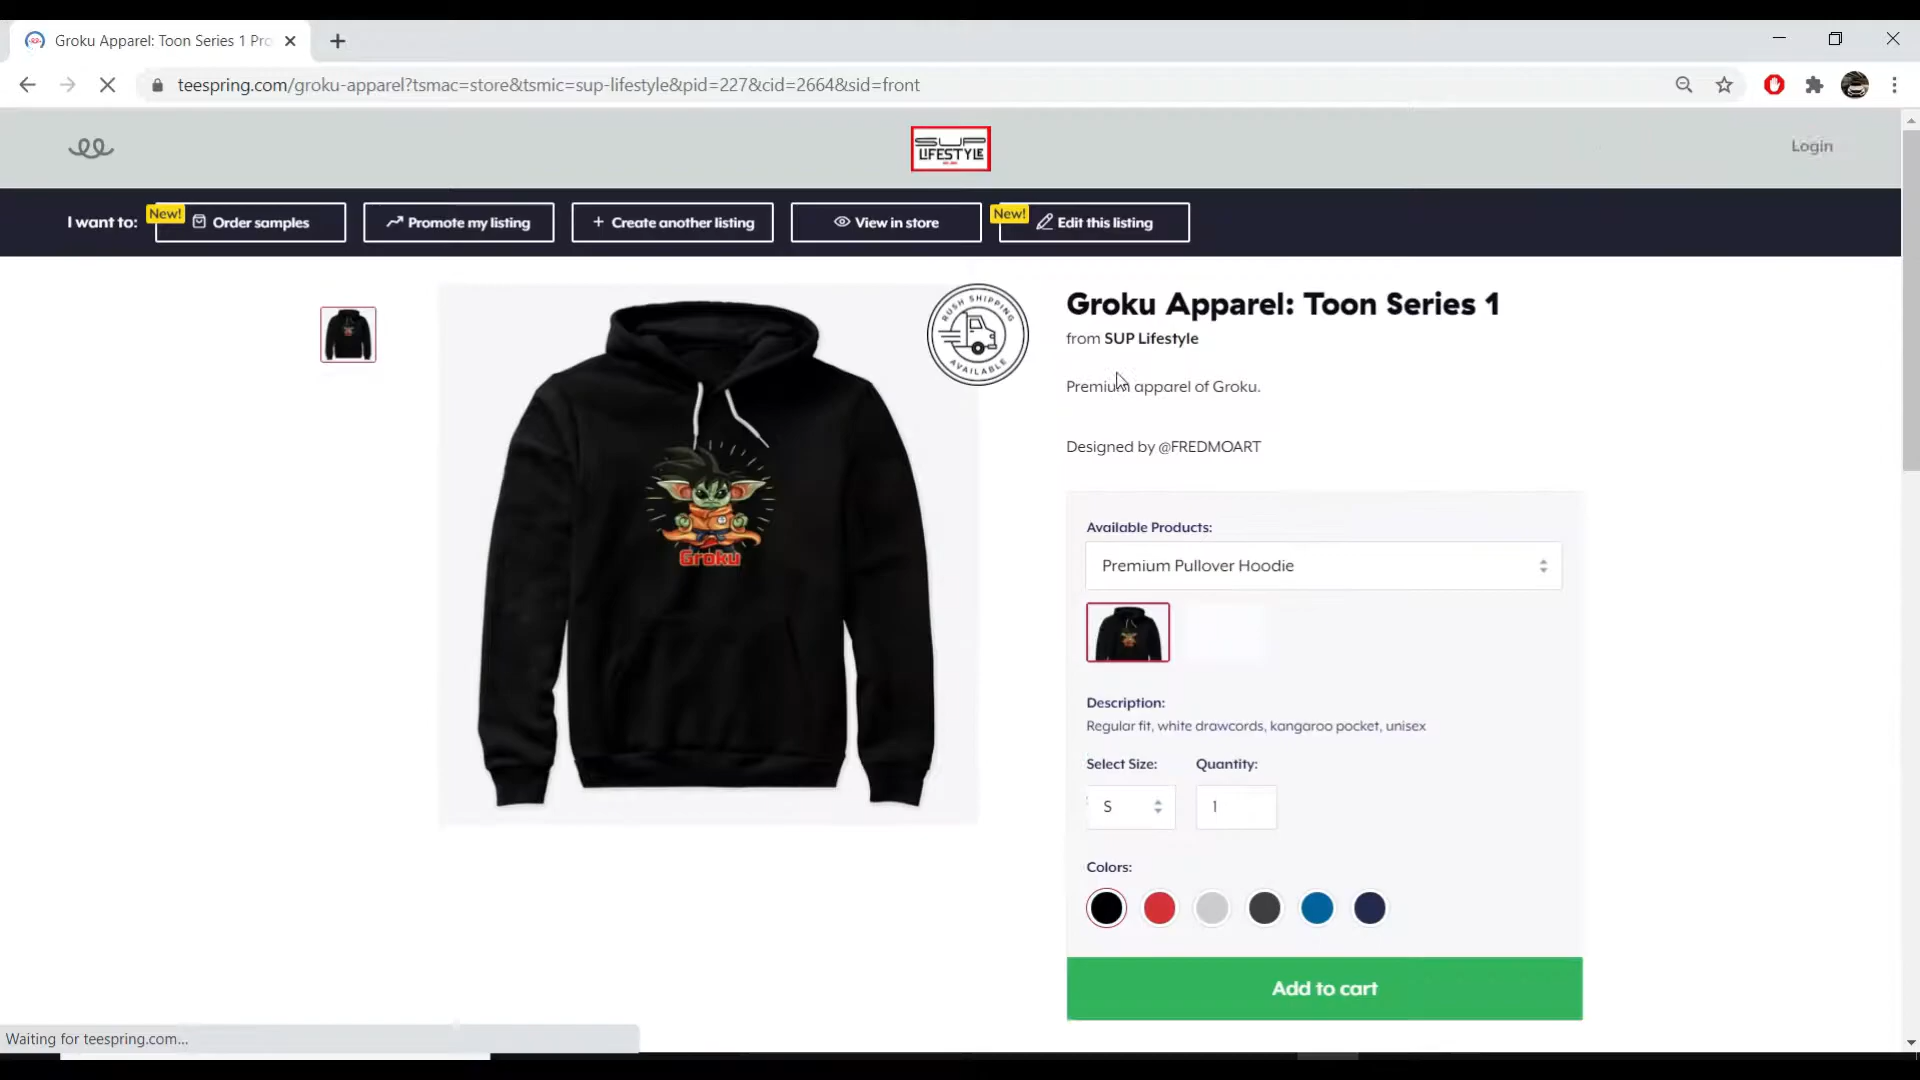 Groku Apparel: Toon Series 1 Pro
teespring.com/groku-apparel?tsmac=store&tsmic=sup-lifestyle&pid=227&cid=2664&sid=front
SUP
LIFESTYLE
Login
I want to:
New!
Order samples
Promote my listing
Create another listing
View in store
New!
Edit this listing
RUSH SHIPPING
AVAILABLE
Groku
Groku Apparel: Toon Series 1
from SUP Lifestyle
Premium apparel of Groku.
Designed by @FREDMOART
Available Products:
Premium Pullover Hoodie
Description:
Regular fit, white drawcords, kangaroo pocket, unisex
Select Size: Quantity:
S 1
Colors:
Add to cart
Waiting for teespring.com...